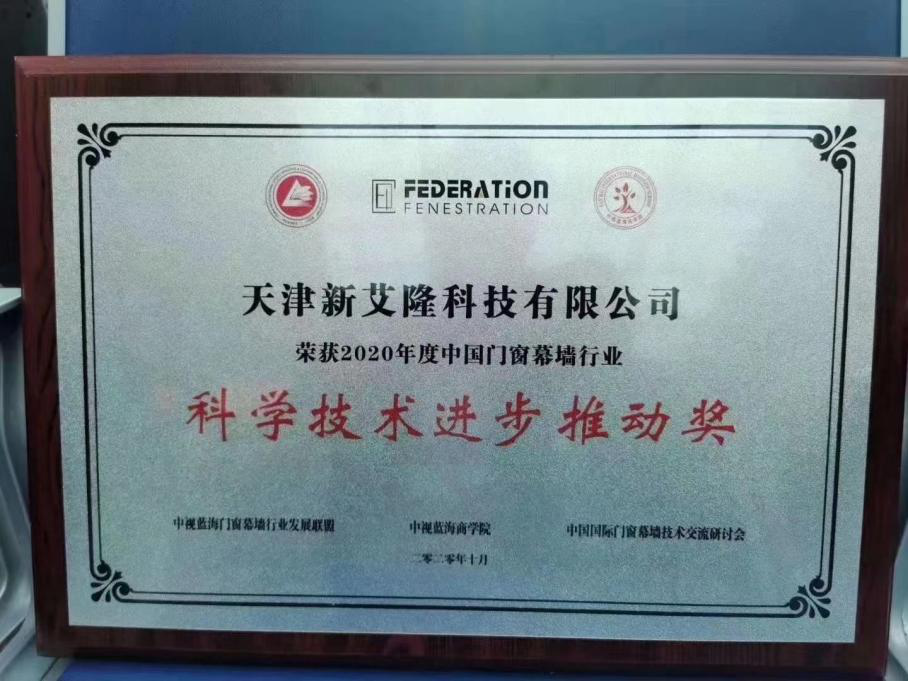 FEDERATiON
FENESTRATION
天津新艾隆科技有限公司
荣获2020年度中国门窗幕墙行业
科学技术进步推动奖
中视蓝海门窗幕墙行业发展联盟
中视蓝海商学院
中国国际门窗幕墙技术交流研讨会
二零二零年十月